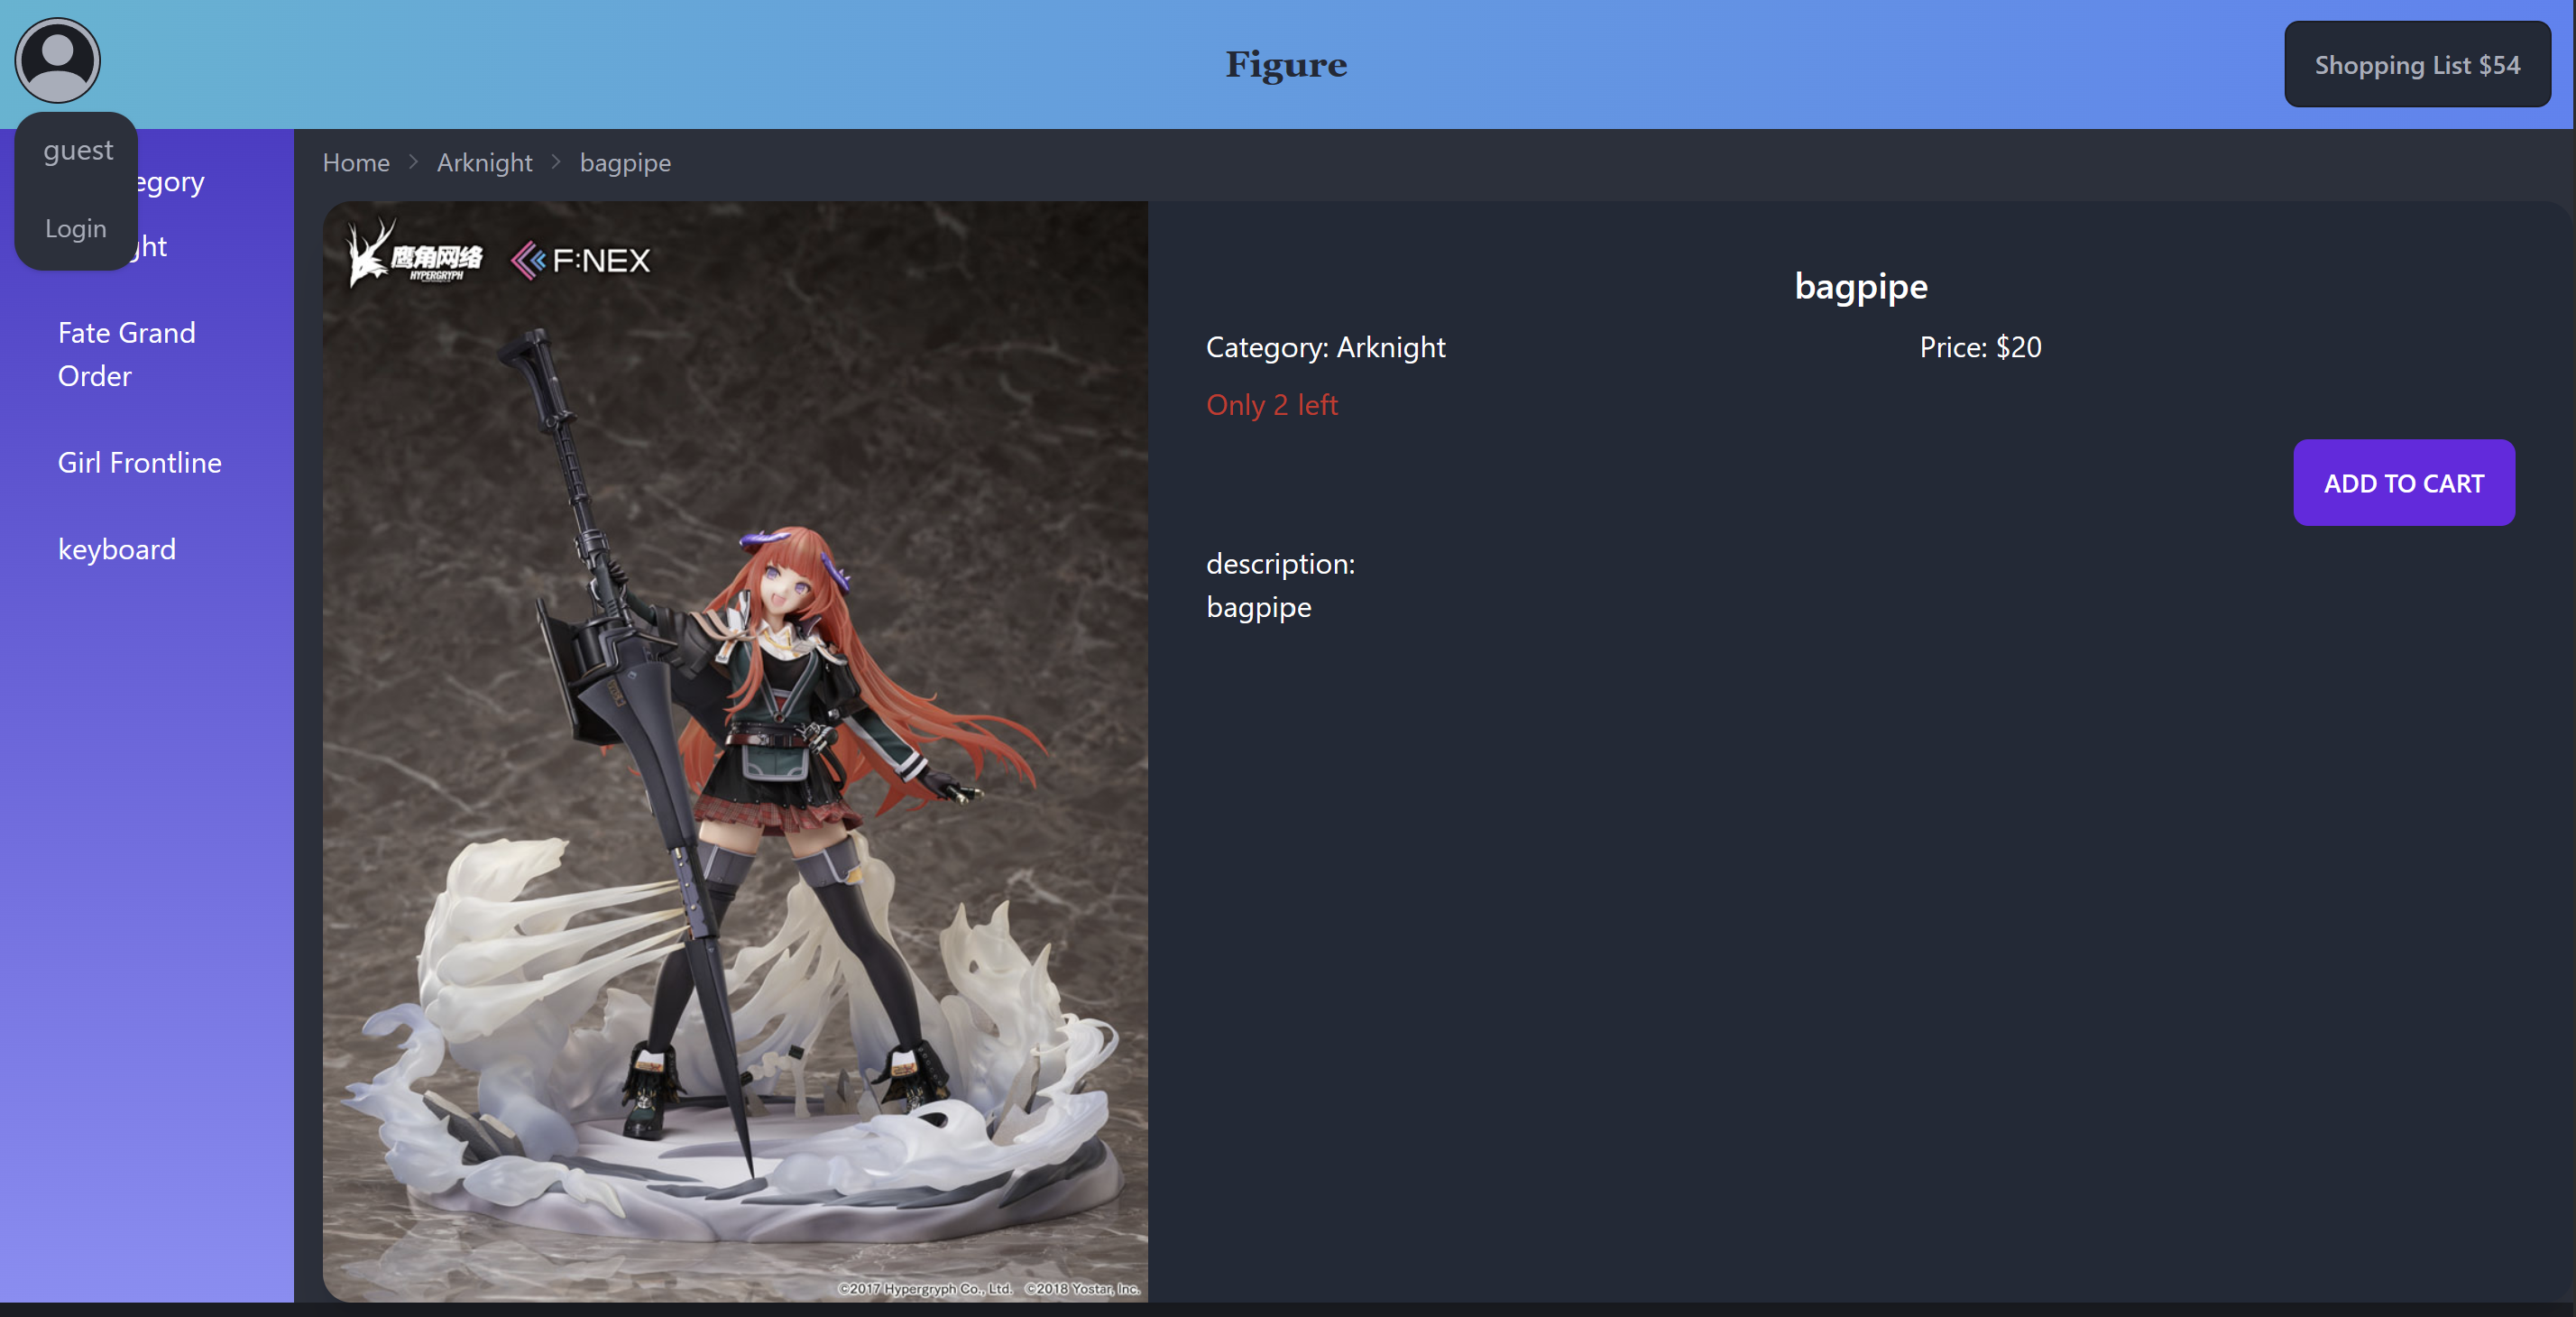 Figure
Shopping List $54
guest
Login
egory
ght
Fate Grand
Order
Girl Frontline
keyboard
Home
Arknight
bagpipe
鹰角网络
HYPERGRYPH
F:NEX
bagpipe
Category: Arknight
Price: $20
Only 2 left
ADD TO CART
description:
bagpipe
©2017 Hypergryph Co., Ltd. ©2018 Yostar, Inc.